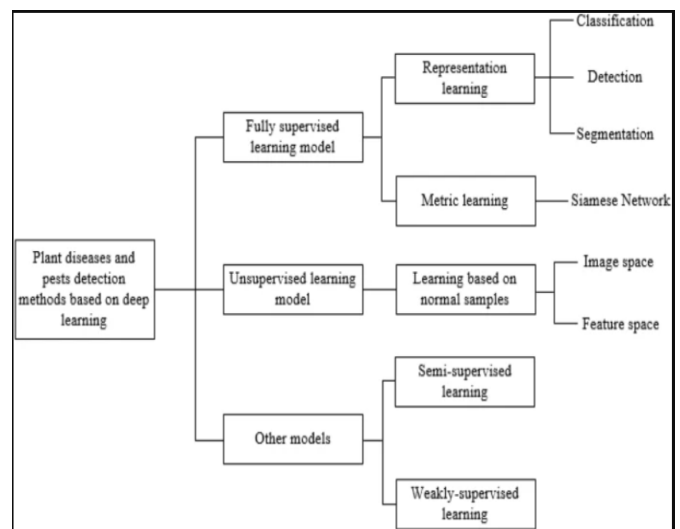 Plant diseases and
pests detection
methods based on deep
learning
Fully supervised
learning model
Representation
learning
Classification
Detection
Segmentation
Metric learning
Siamese Network
Unsupervised learning
model
Learning based on
normal samples
Image space
Feature space
Other models
Semi-supervised
learning
Weakly-supervised
learning